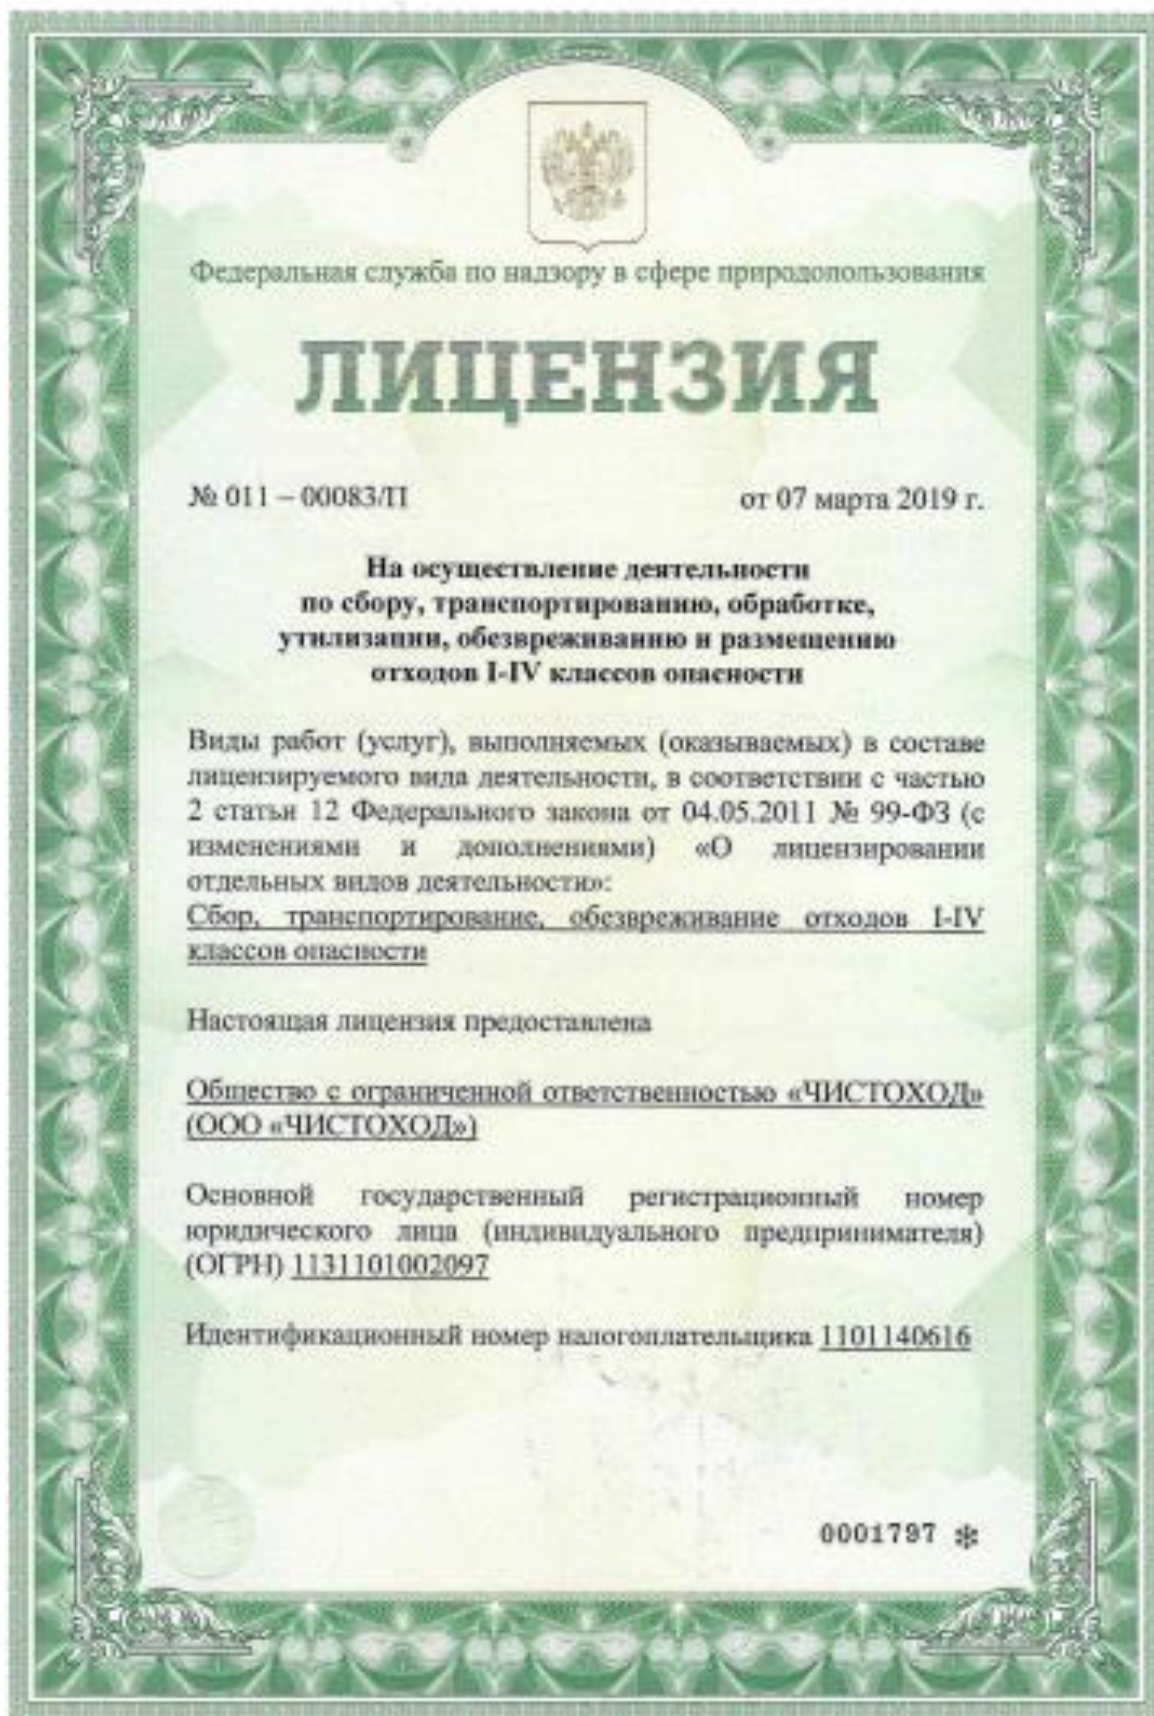 Федеральная служба по надзору в сфере природопользования
ЛИЦЕНЗИЯ
№ 011 – 00083/П от 07 марта 2019 г.
На осуществление деятельности
по сбору, транспортированию, обработке,
утилизации, обезвреживанию и размещению
отходов I-IV классов опасности
Виды работ (услуг), выполняемых (оказываемых) в составе
лицензируемого вида деятельности, в соответствии с частью
2 статьи 12 Федерального закона от 04.05.2011 № 99-ФЗ (с
изменениями и дополнениями) «О лицензировании
отдельных видов деятельности»:
Сбор, транспортирование, обезвреживание отходов I-IV
классов опасности
Настоящая лицензия предоставлена
Общество с ограниченной ответственностью «ЧИСТОХОД»
(ООО «ЧИСТОХОД»)
Основной государственный регистрационный номер
юридического лица (индивидуального предпринимателя)
(ОГРН) 1131101002097
Идентификационный номер налогоплательщика 1101140616
0001797 *